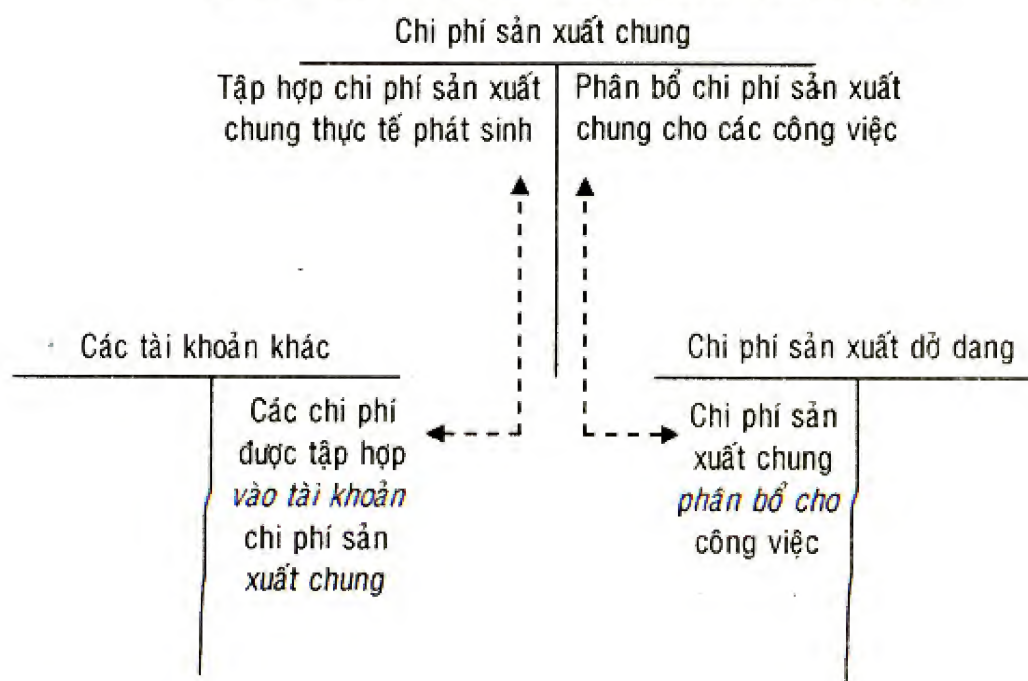 Chi phí sản xuất chung
Tập hợp chi phí sản xuất
chung thực tế phát sinh
Phân bổ chi phí sản xuất
chung cho các công việc
Các tài khoản khác
Các chi phí
được tập hợp
vào tài khoản
chi phí sản
xuất chung
Chi phí sản xuất dở dang
Chi phí sản
xuất chung
phân bổ cho
công việc